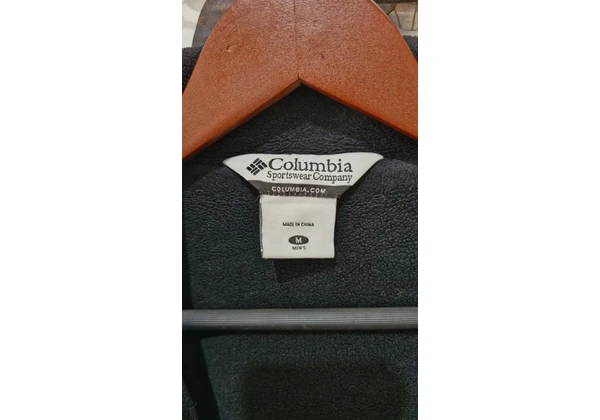 Columbia
Sportswear Company
COLUMBIA.COM
MADE IN CHINA
M
MEN'S